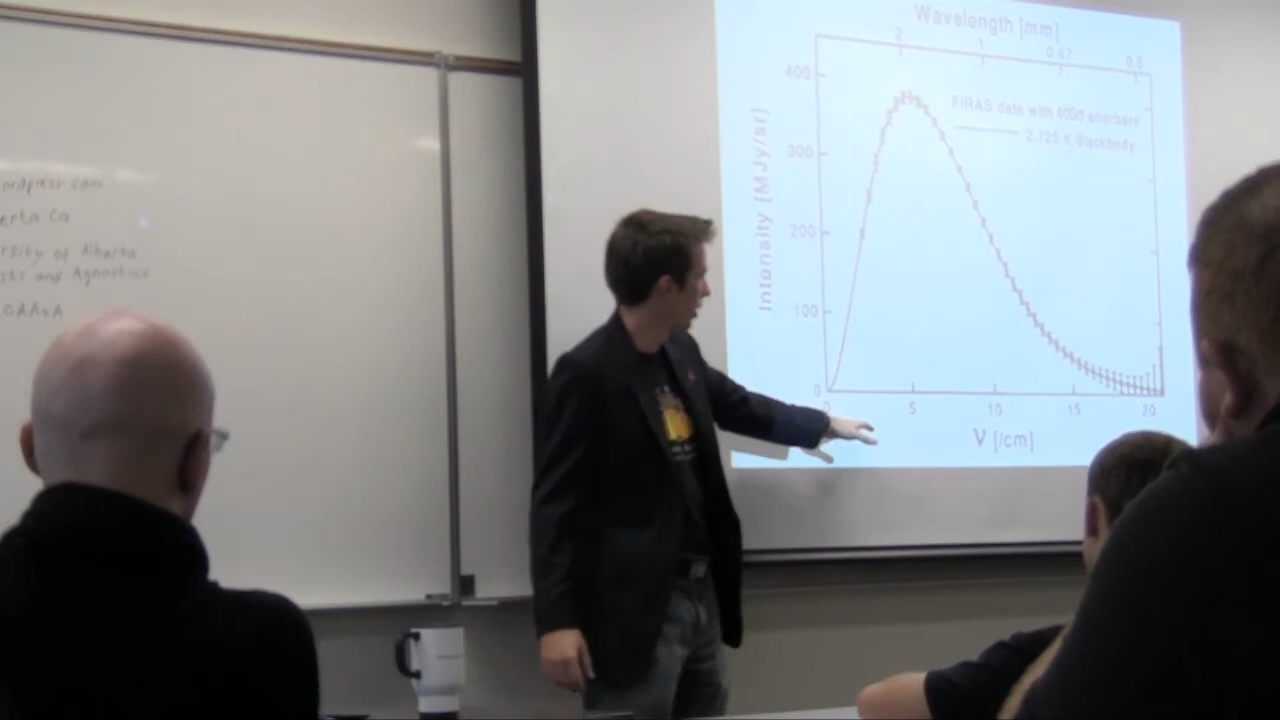 ordpress com
erta Ca
rsity of Alberta
sts and Agnostics
Wavelength [mm]
2 1 0.67 0.5
400
300
200
100
0
Intensity [MJy/sr]
FIRAS data with 400σ errorbars
2.725 K Blackbody
5 10 15 20
ν [/cm]